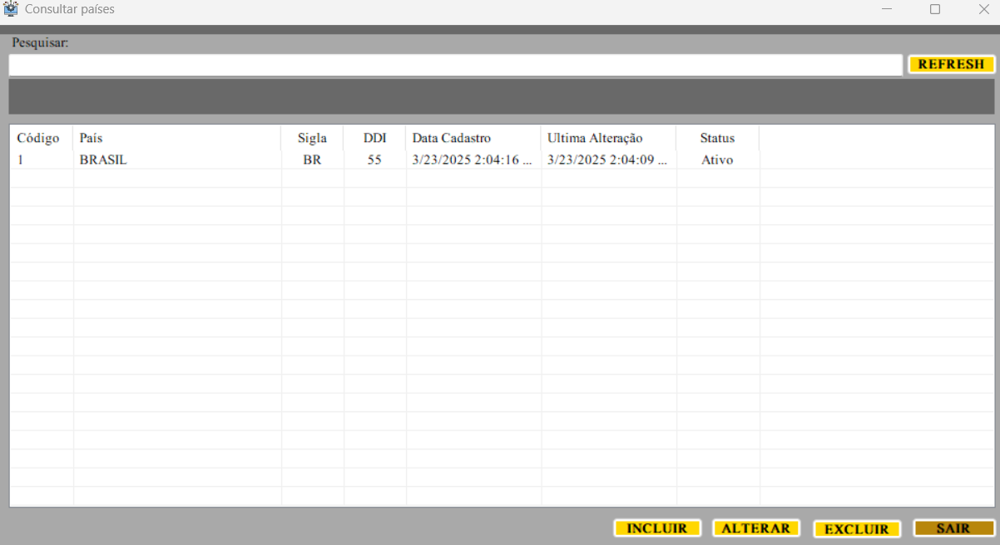 Consultar países
Pesquisar:
REFRESH
Código País Sigla DDI Data Cadastro Ultima Alteração Status
1 BRASIL BR 55 3/23/2025 2:04:16 ... 3/23/2025 2:04:09 ... Ativo
INCLUIR ALTERAR EXCLUIR SAIR